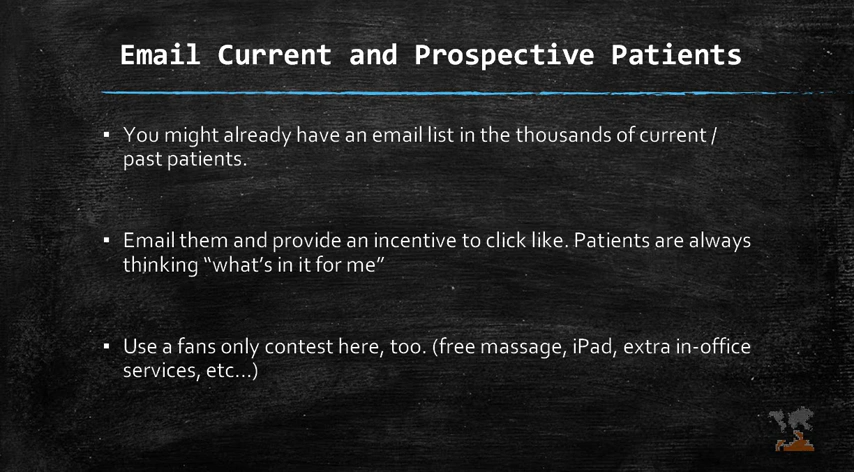 Email Current and Prospective Patients
▪ You might already have an email list in the thousands of current /
past patients.
▪ Email them and provide an incentive to click like. Patients are always
thinking “what’s in it for me”
▪ Use a fans only contest here, too. (free massage, iPad, extra in-office
services, etc…)